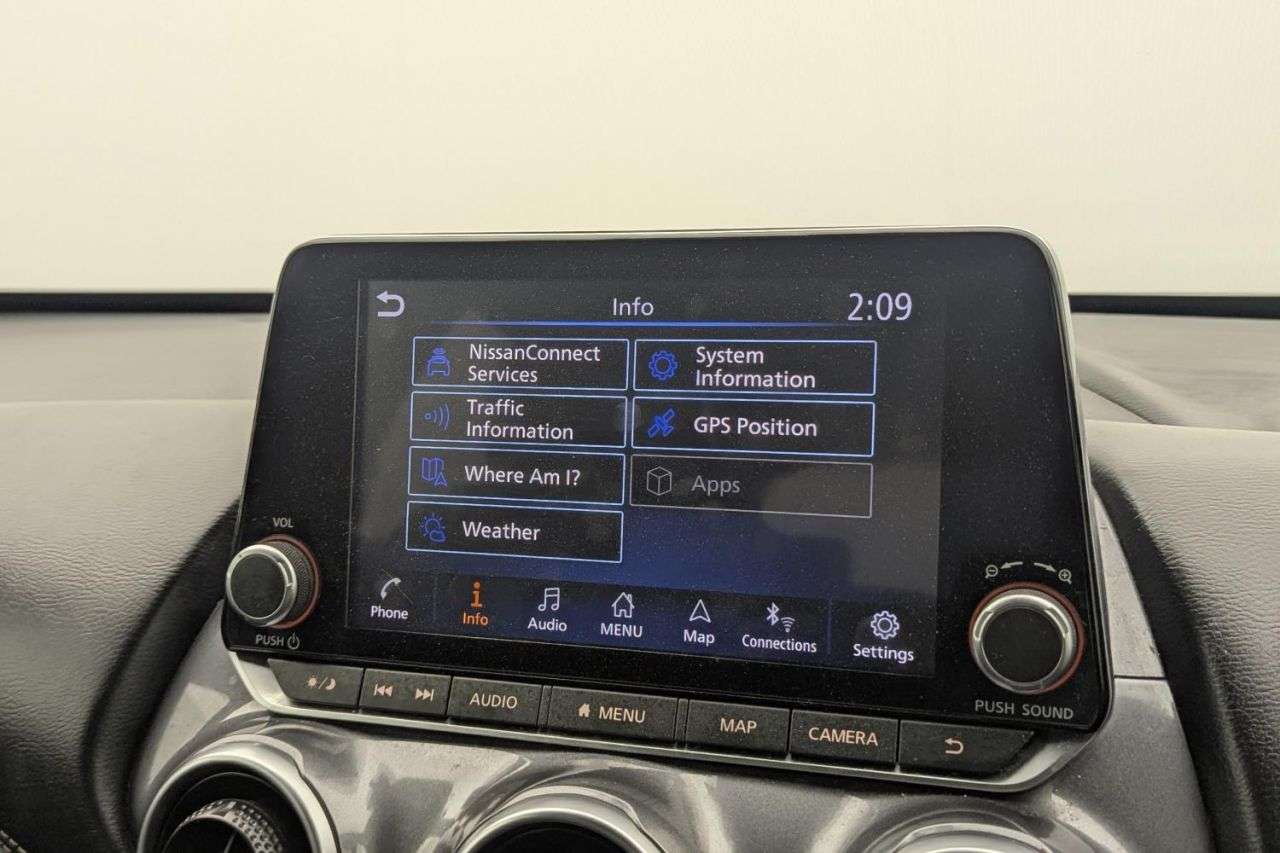 Info
2:09
NissanConnect
Services
System
Information
Traffic
Information
GPS Position
Where Am I?
Apps
Weather
Phone
Info
Audio
MENU
Map
Connections
Settings
VOL
PUSH
PUSH SOUND
AUDIO
MENU
MAP
CAMERA